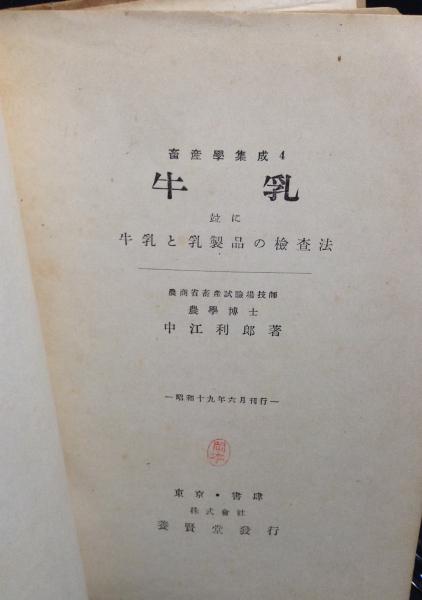 畜產學集成4
牛乳
竝に
牛乳と乳製品の檢査法
農商省畜產試驗場技師
農學博士
中江利郎著
―昭和十九年六月刊行―
東京・書肆
株式會社
養賢堂發行